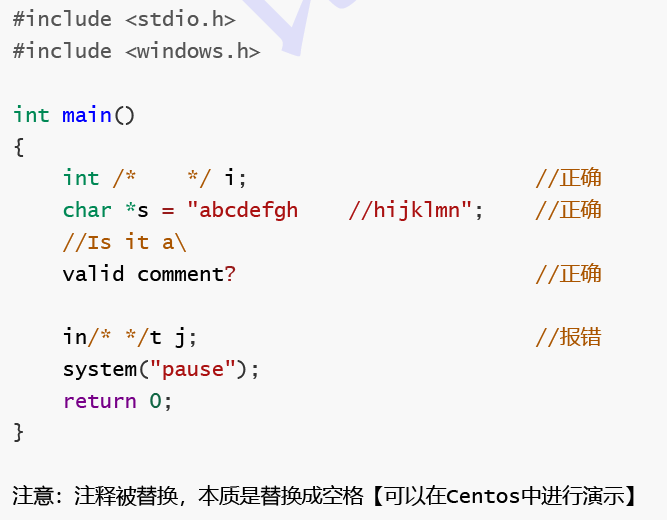 #include <stdio.h>
#include <windows.h>
int main()
{
    int /*    */ i;                       //正确
    char *s = "abcdefgh    //hijklmn";    //正确
    //Is it a\
    valid comment?                        //正确
    in/* */t j;                           //报错
    system("pause");
    return 0;
}
注意：注释被替换，本质是替换成空格【可以在Centos中进行演示】